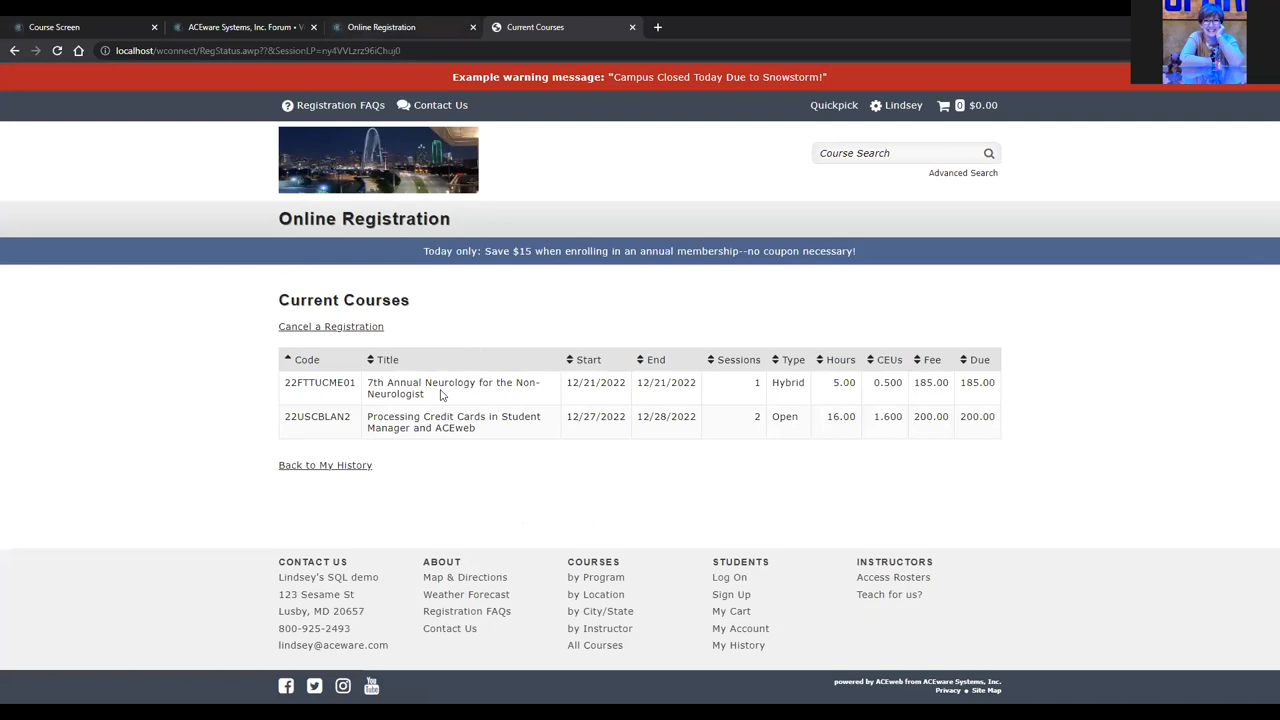 Course Screen
ACEware Systems, Inc. Forum • V
Online Registration
Current Courses
localhost/wconnect/RegStatus.awp??&SessionLP=ny4VVLzrz96iChuj0
Example warning message: "Campus Closed Today Due to Snowstorm!"
Registration FAQs Contact Us Quickpick Lindsey 0 $0.00
Course Search
Advanced Search
Online Registration
Today only: Save $15 when enrolling in an annual membership--no coupon necessary!
Current Courses
Cancel a Registration
Code Title Start End Sessions Type Hours CEUs Fee Due
22FTTUCME01 7th Annual Neurology for the Non- 12/21/2022 12/21/2022 1 Hybrid 5.00 0.500 185.00 185.00
Neurologist
22USCBLAN2 Processing Credit Cards in Student 12/27/2022 12/28/2022 2 Open 16.00 1.600 200.00 200.00
Manager and ACEweb
Back to My History
CONTACT US ABOUT COURSES STUDENTS INSTRUCTORS
Lindsey's SQL demo Map & Directions by Program Log On Access Rosters
123 Sesame St Weather Forecast by Location Sign Up Teach for us?
Lusby, MD 20657 Registration FAQs by City/State My Cart
800-925-2493 Contact Us by Instructor My Account
lindsey@aceware.com All Courses My History
You Tube
powered by ACEweb from ACEware Systems, Inc.
Privacy • Site Map